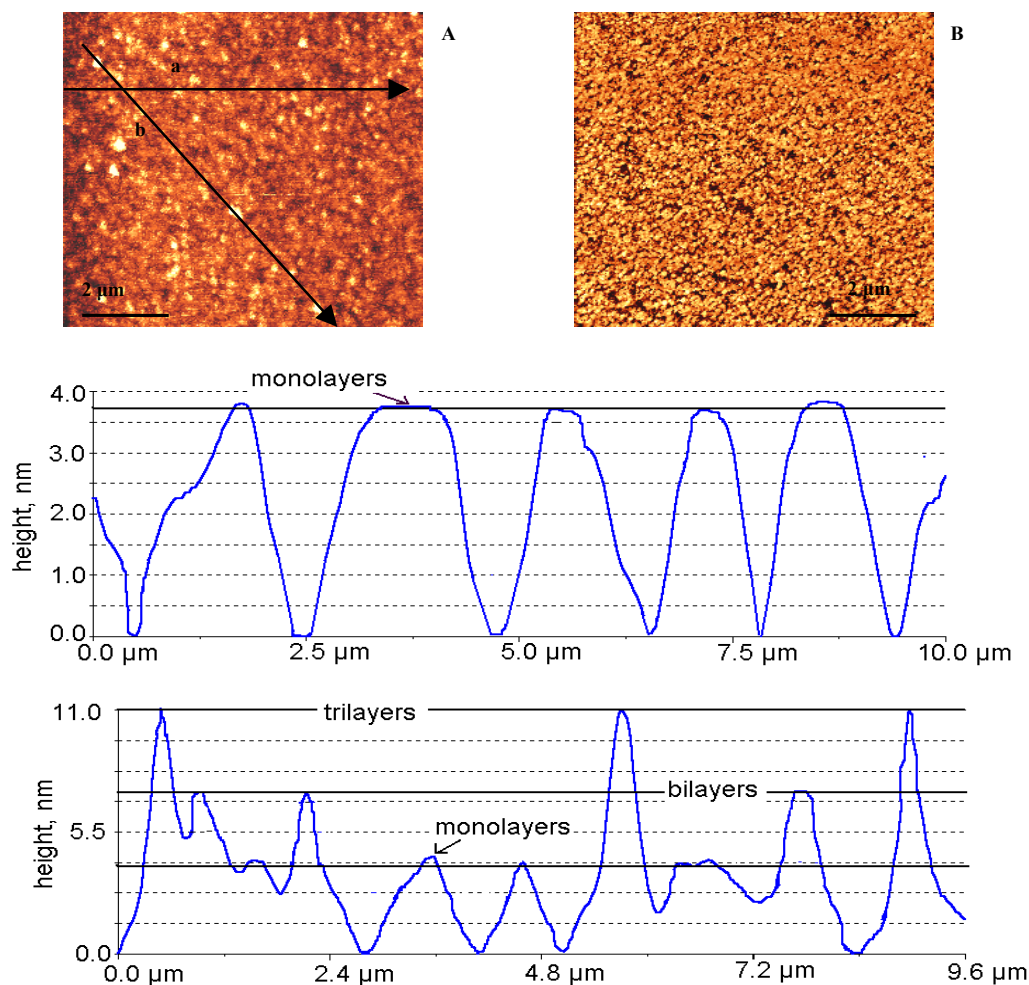 A
B
a
b
2 µm
2 µm
monolayers
height, nm
4.0
3.0
2.0
1.0
0.0
0.0 µm 2.5 µm 5.0 µm 7.5 µm 10.0 µm
trilayers
bilayers
monolayers
height, nm
11.0
5.5
0.0
0.0 µm 2.4 µm 4.8 µm 7.2 µm 9.6 µm